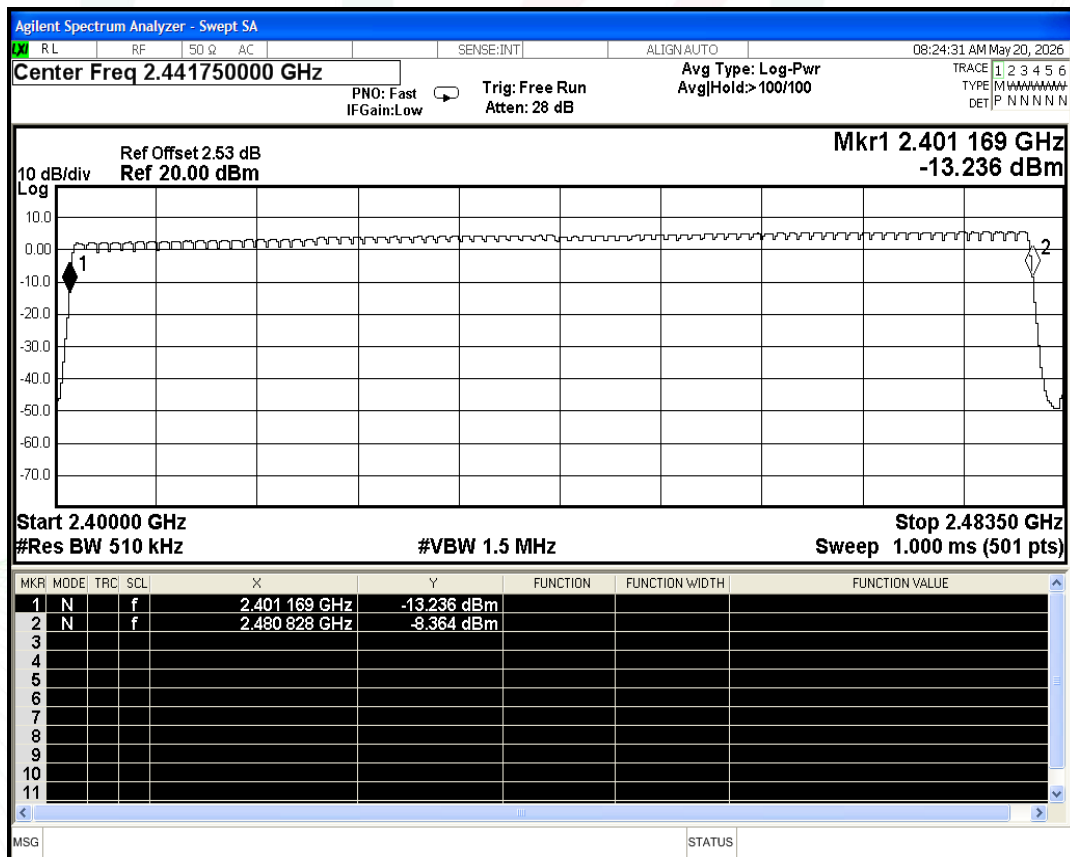 Agilent Spectrum Analyzer - Swept SA
LXI RL RF 50 Ω AC SENSE:INT ALIGNAUTO 08:24:31 AM May 20, 2026
Center Freq 2.441750000 GHz Avg Type: Log-Pwr TRACE 1 2 3 4 5 6
PNO: Fast Trig: Free Run Avg|Hold:>100/100 TYPE M
IFGain:Low Atten: 28 dB DET P N N N N N
Mkr1 2.401 169 GHz
Ref Offset 2.53 dB
10 dB/div Ref 20.00 dBm -13.236 dBm
Log
10.0
0.00
1
2
-10.0
-20.0
-30.0
-40.0
-50.0
-60.0
-70.0
Start 2.40000 GHz Stop 2.48350 GHz
#Res BW 510 kHz #VBW 1.5 MHz Sweep 1.000 ms (501 pts)
MKR MODE TRC SCL X Y FUNCTION FUNCTION WIDTH FUNCTION VALUE
1 N f 2.401 169 GHz -13.236 dBm
2 N f 2.480 828 GHz -8.364 dBm
3
4
5
6
7
8
9
10
11
MSG STATUS